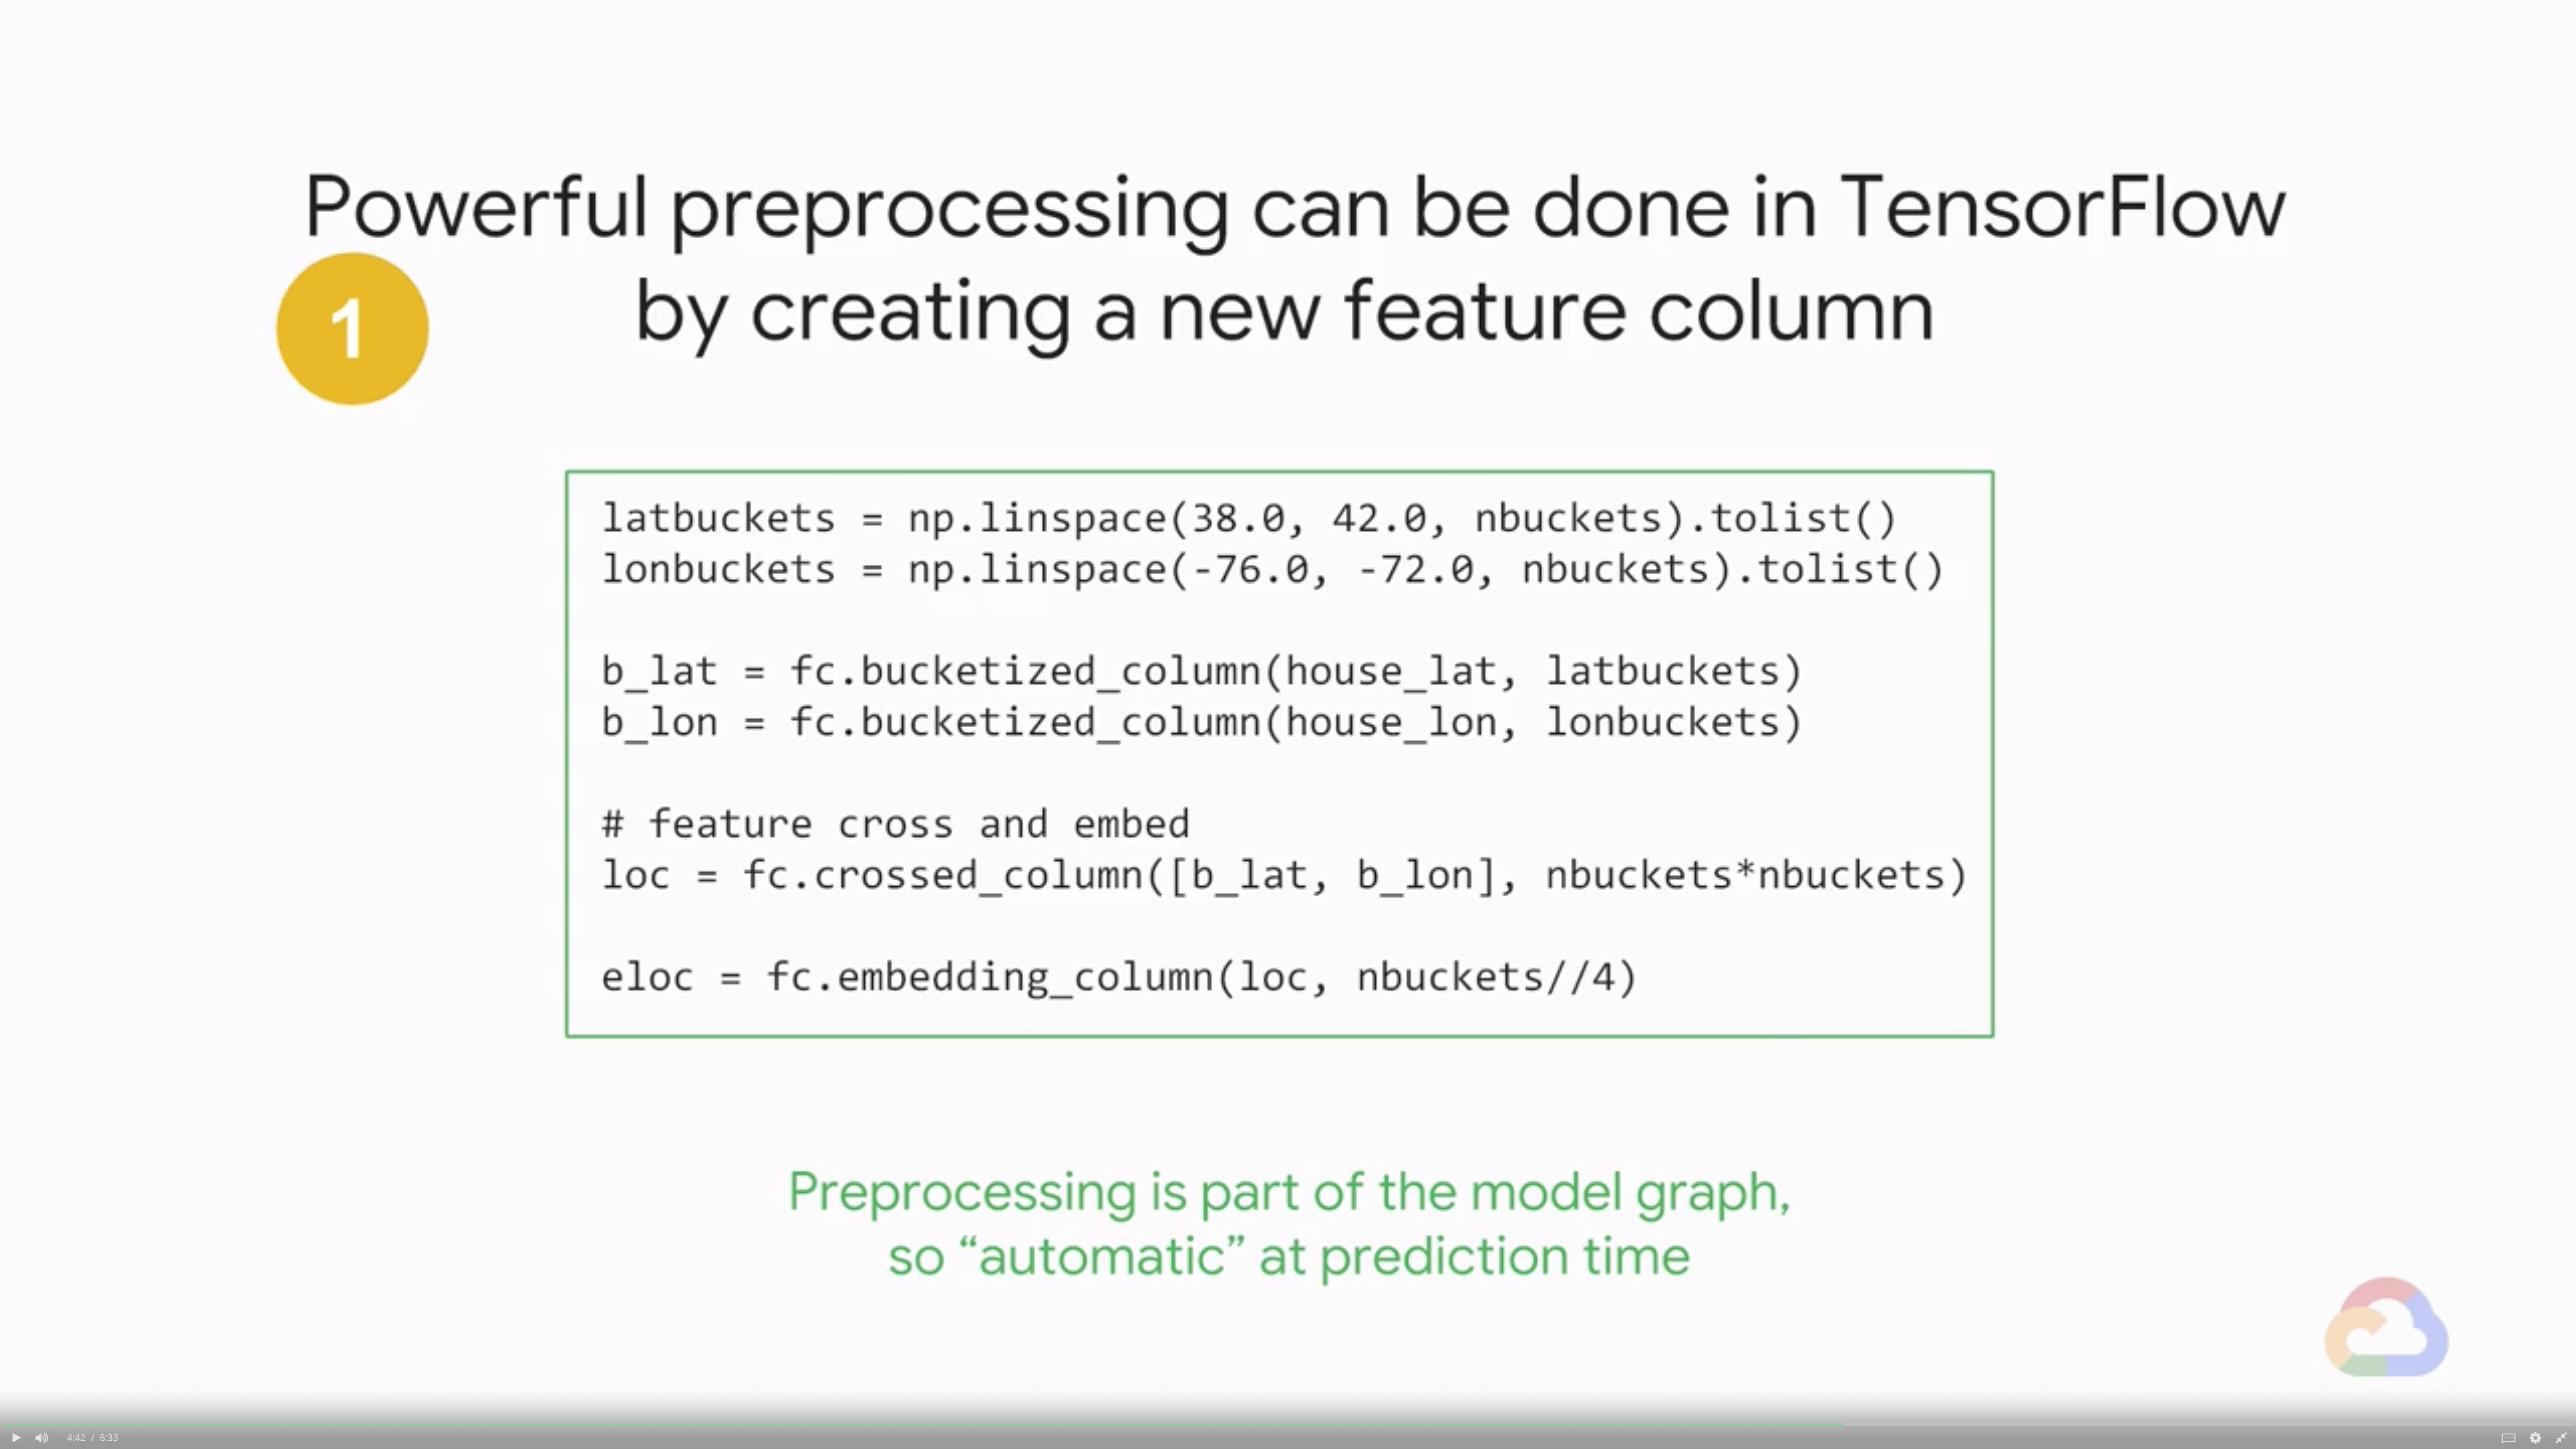 Powerful preprocessing can be done in TensorFlow
by creating a new feature column
1
latbuckets = np.linspace(38.0, 42.0, nbuckets).tolist()
lonbuckets = np.linspace(-76.0, -72.0, nbuckets).tolist()
b_lat = fc.bucketized_column(house_lat, latbuckets)
b_lon = fc.bucketized_column(house_lon, lonbuckets)
# feature cross and embed
loc = fc.crossed_column([b_lat, b_lon], nbuckets*nbuckets)
eloc = fc.embedding_column(loc, nbuckets//4)
Preprocessing is part of the model graph,
so “automatic” at prediction time
4:42 / 6:33